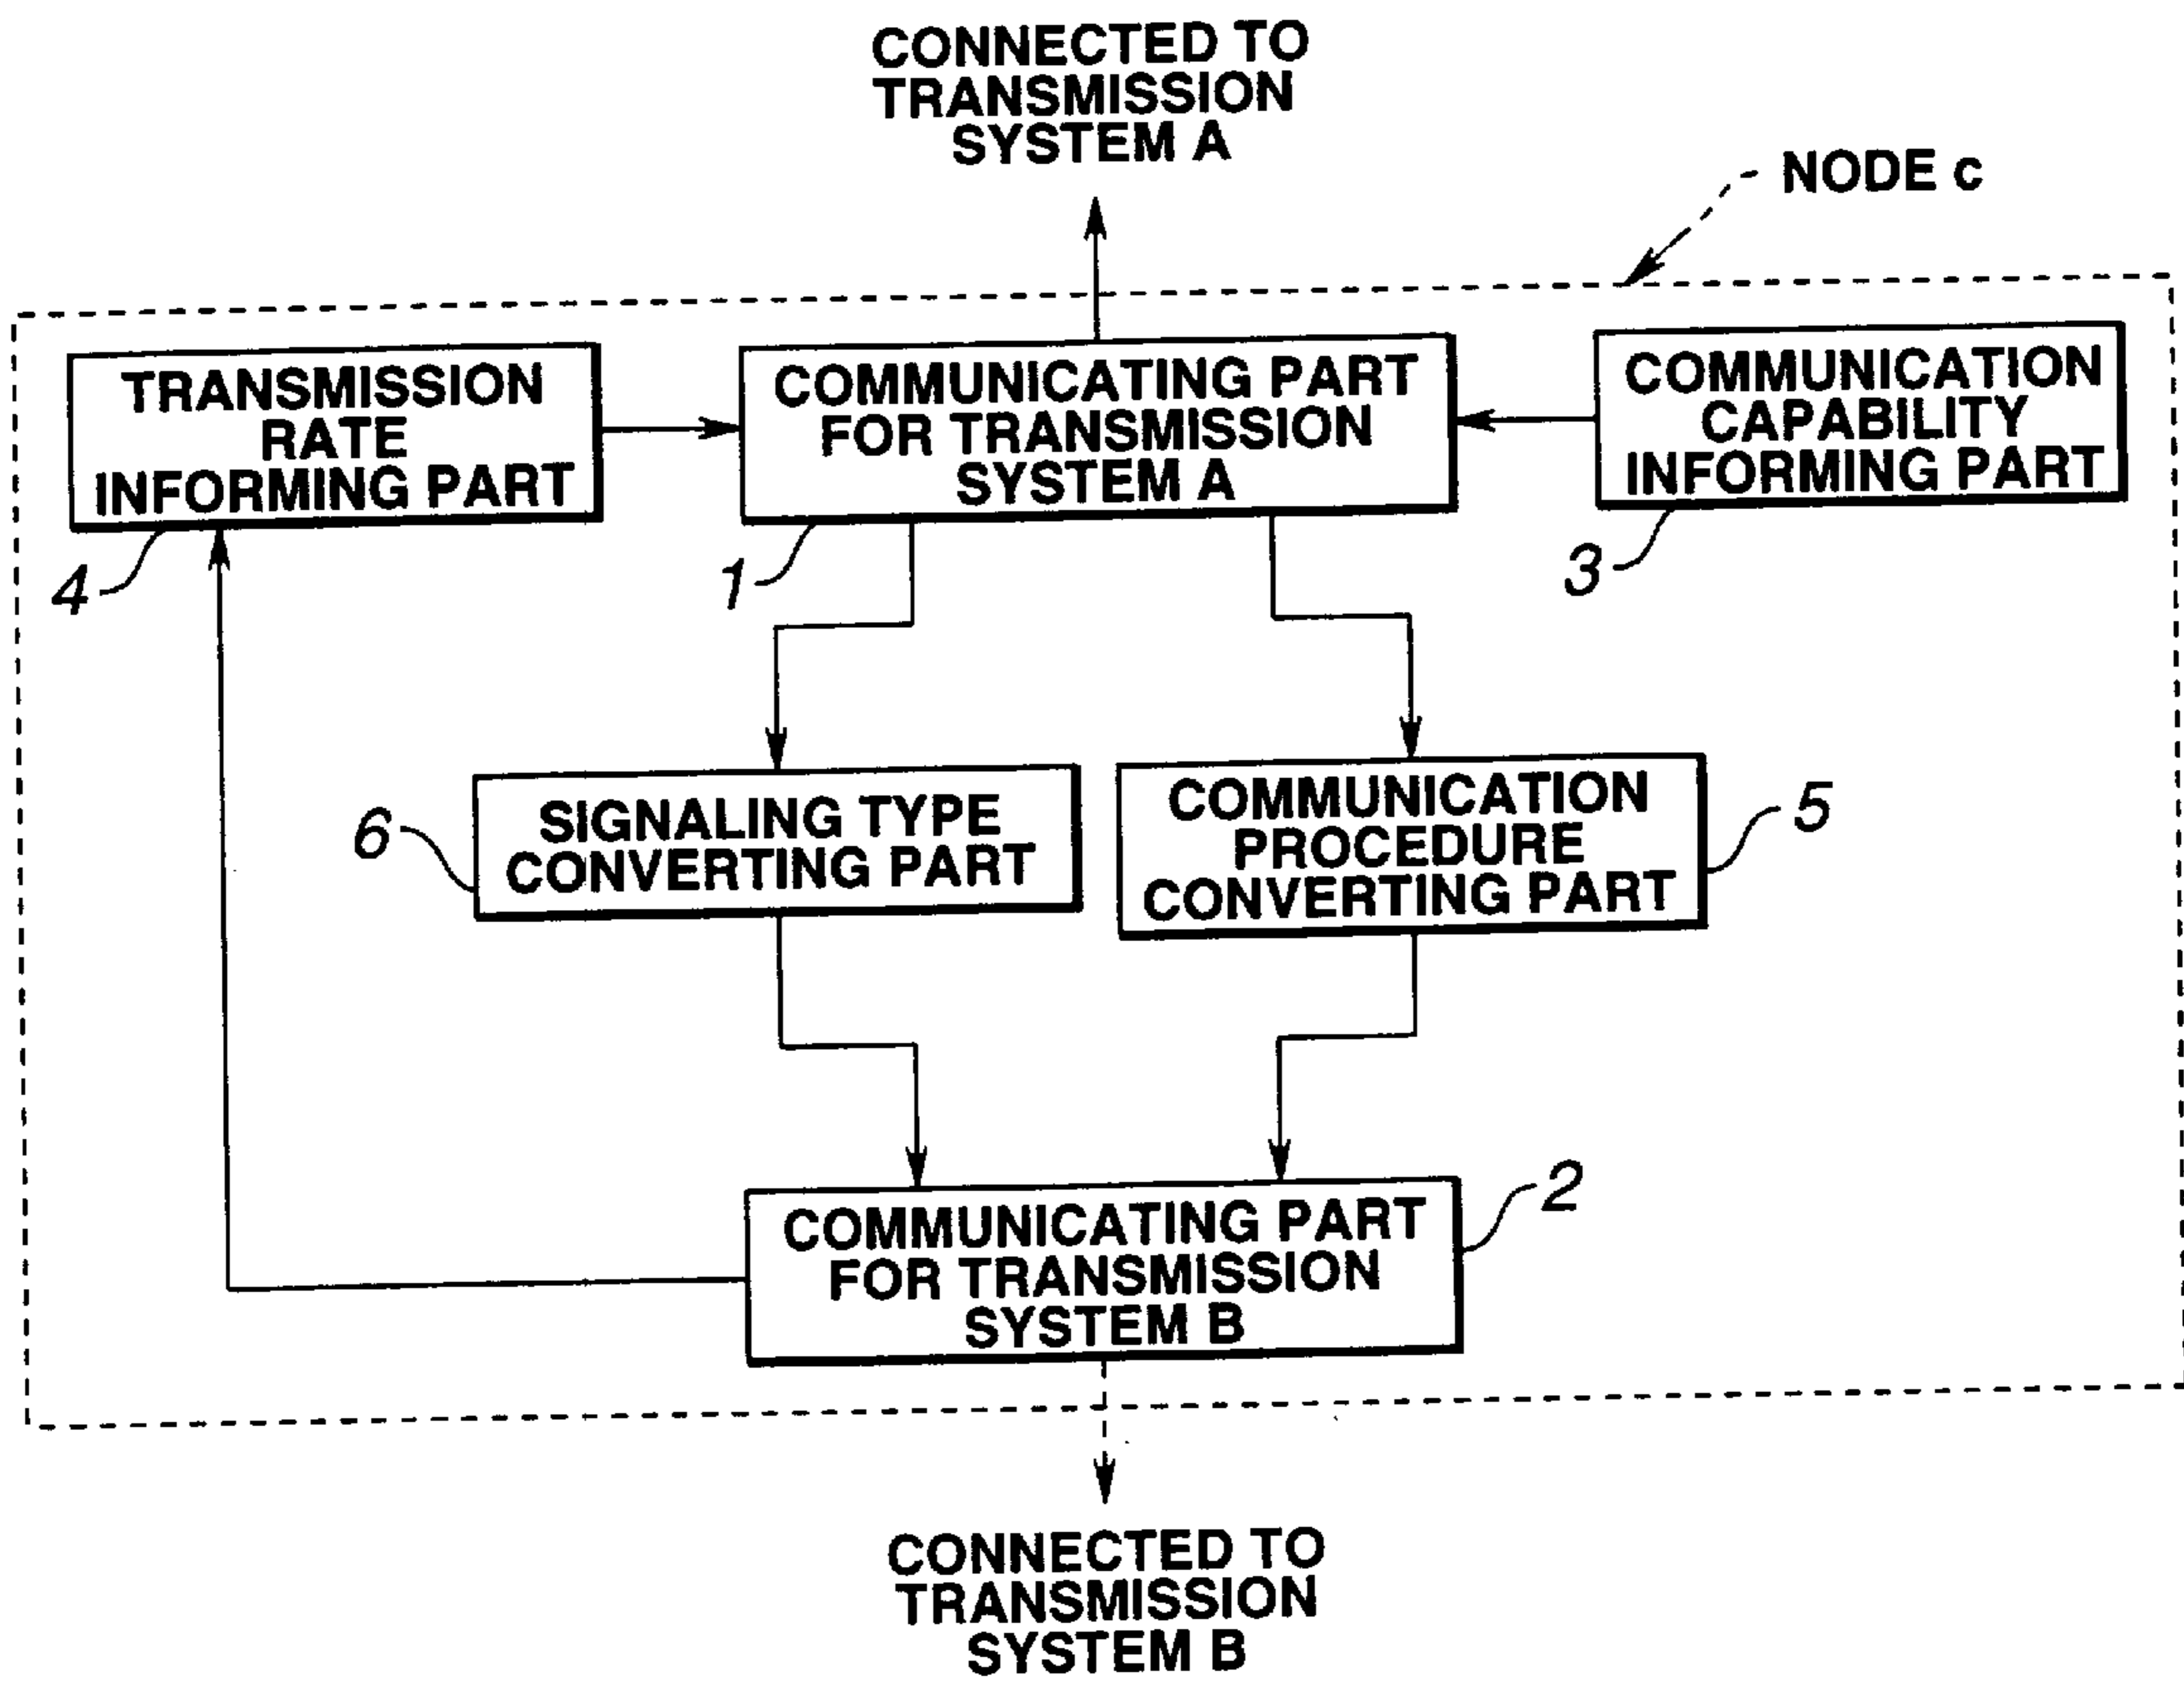 CONNECTED TO
TRANSMISSION
SYSTEM A
NODE c
TRANSMISSION
RATE
INFORMING PART
4
COMMUNICATING PART
FOR TRANSMISSION
SYSTEM A
1
COMMUNICATION
CAPABILITY
INFORMING PART
3
SIGNALING TYPE
CONVERTING PART
6
COMMUNICATION
PROCEDURE
CONVERTING PART
5
COMMUNICATING PART
FOR TRANSMISSION
SYSTEM B
2
CONNECTED TO
TRANSMISSION
SYSTEM B